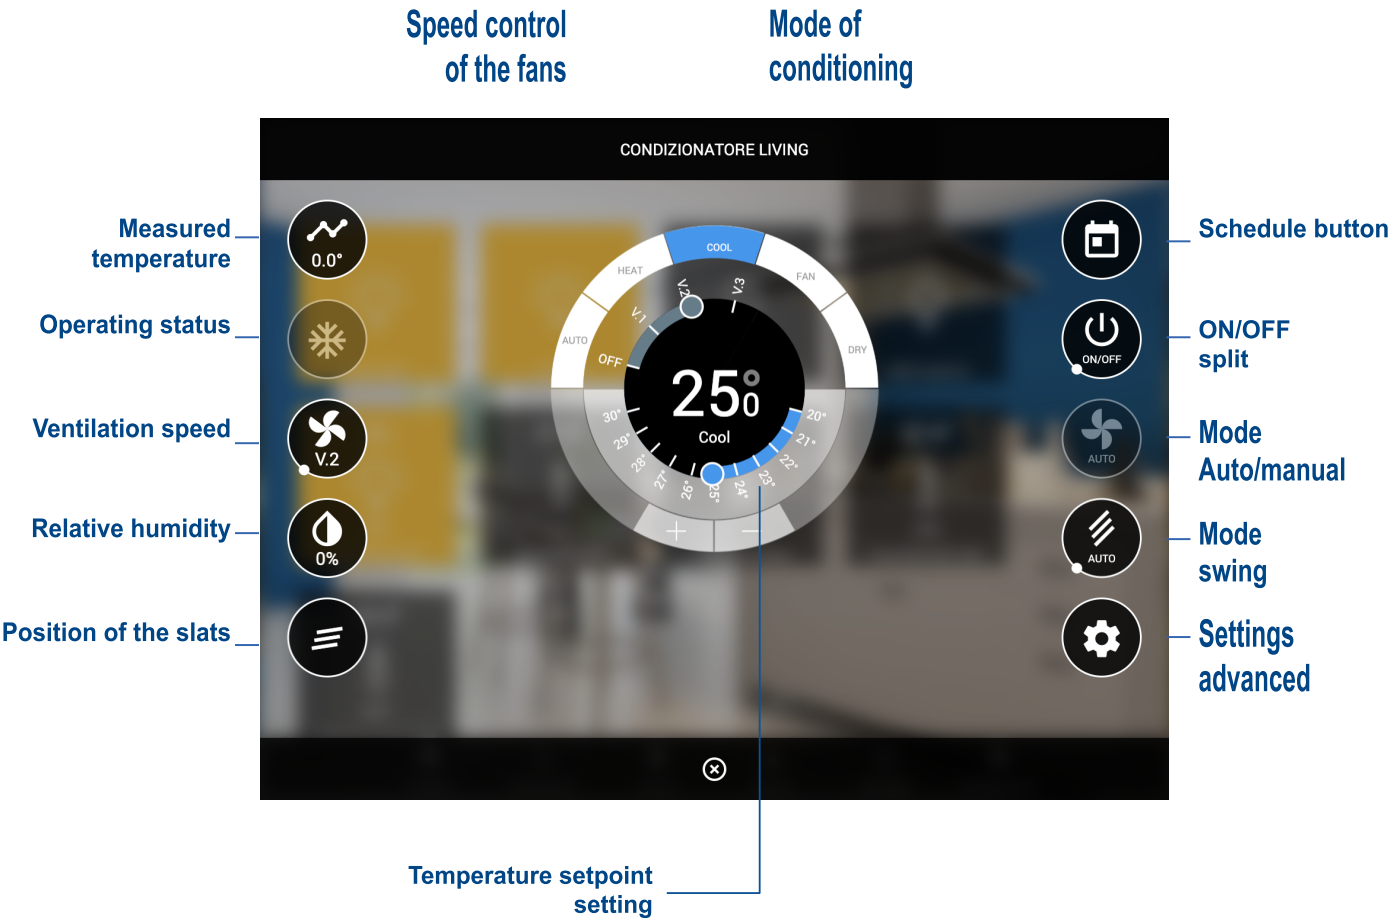 Speed control
of the fans
Mode of
conditioning
CONDIZIONATORE LIVING
Measured
temperature
0.0°
Operating status
Ventilation speed
V.2
Relative humidity
0%
Position of the slats
AUTO
HEAT
COOL
FAN
DRY
OFF
V.1
V.2
V.3
25°0
Cool
30°
29°
28°
27°
26°
25°
24°
23°
22°
21°
20°
+
−
Schedule button
ON/OFF
ON/OFF
split
AUTO
Mode
Auto/manual
AUTO
Mode
swing
Settings
advanced
Temperature setpoint
setting